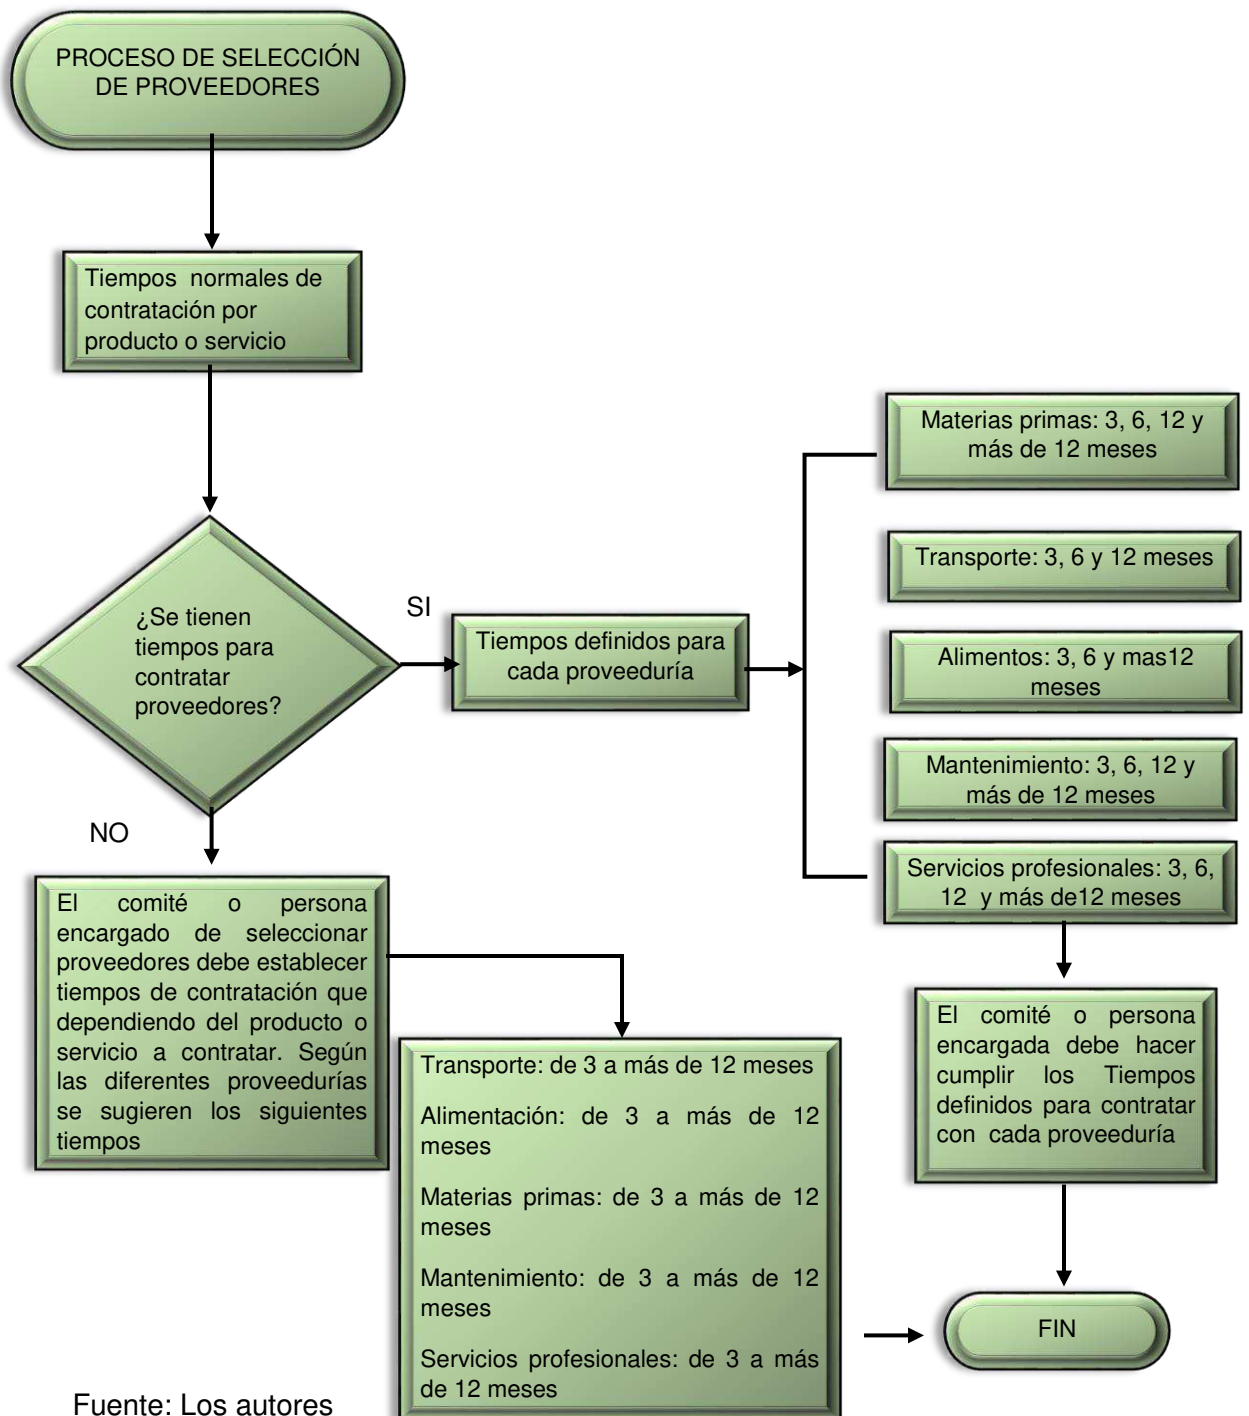 PROCESO DE SELECCIÓN
DE PROVEEDORES
Tiempos normales de
contratación por
producto o servicio
¿Se tienen
tiempos para
contratar
proveedores?
SI
Tiempos definidos para
cada proveeduría
Materias primas: 3, 6, 12 y
más de 12 meses
Transporte: 3, 6 y 12 meses
Alimentos: 3, 6 y mas12
meses
Mantenimiento: 3, 6, 12 y
más de 12 meses
Servicios profesionales: 3, 6,
12 y más de12 meses
NO
El comité o persona
encargado de seleccionar
proveedores debe establecer
tiempos de contratación que
dependiendo del producto o
servicio a contratar. Según
las diferentes proveedurías
se sugieren los siguientes
tiempos
Transporte: de 3 a más de 12 meses
Alimentación: de 3 a más de 12
meses
Materias primas: de 3 a más de 12
meses
Mantenimiento: de 3 a más de 12
meses
Servicios profesionales: de 3 a más
de 12 meses
El comité o persona
encargada debe hacer
cumplir los Tiempos
definidos para contratar
con cada proveeduría
FIN
Fuente: Los autores